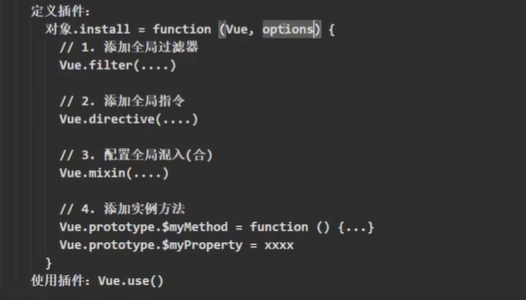 定义插件：
对象.install = function (Vue, options) {
// 1. 添加全局过滤器
Vue.filter(....)
// 2. 添加全局指令
Vue.directive(....)
// 3. 配置全局混入(合)
Vue.mixin(....)
// 4. 添加实例方法
Vue.prototype.$myMethod = function () {...}
Vue.prototype.$myProperty = xxxx
}
使用插件：Vue.use()